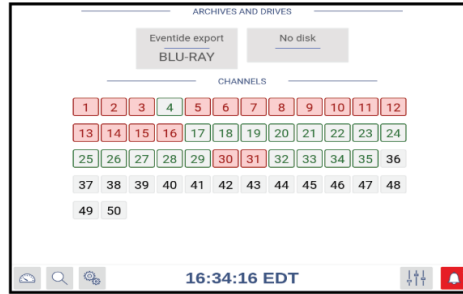 ARCHIVES AND DRIVES
Eventide export No disk
BLU-RAY
CHANNELS
1 2 3 4 5 6 7 8 9 10 11 12
13 14 15 16 17 18 19 20 21 22 23 24
25 26 27 28 29 30 31 32 33 34 35 36
37 38 39 40 41 42 43 44 45 46 47 48
49 50
16:34:16 EDT